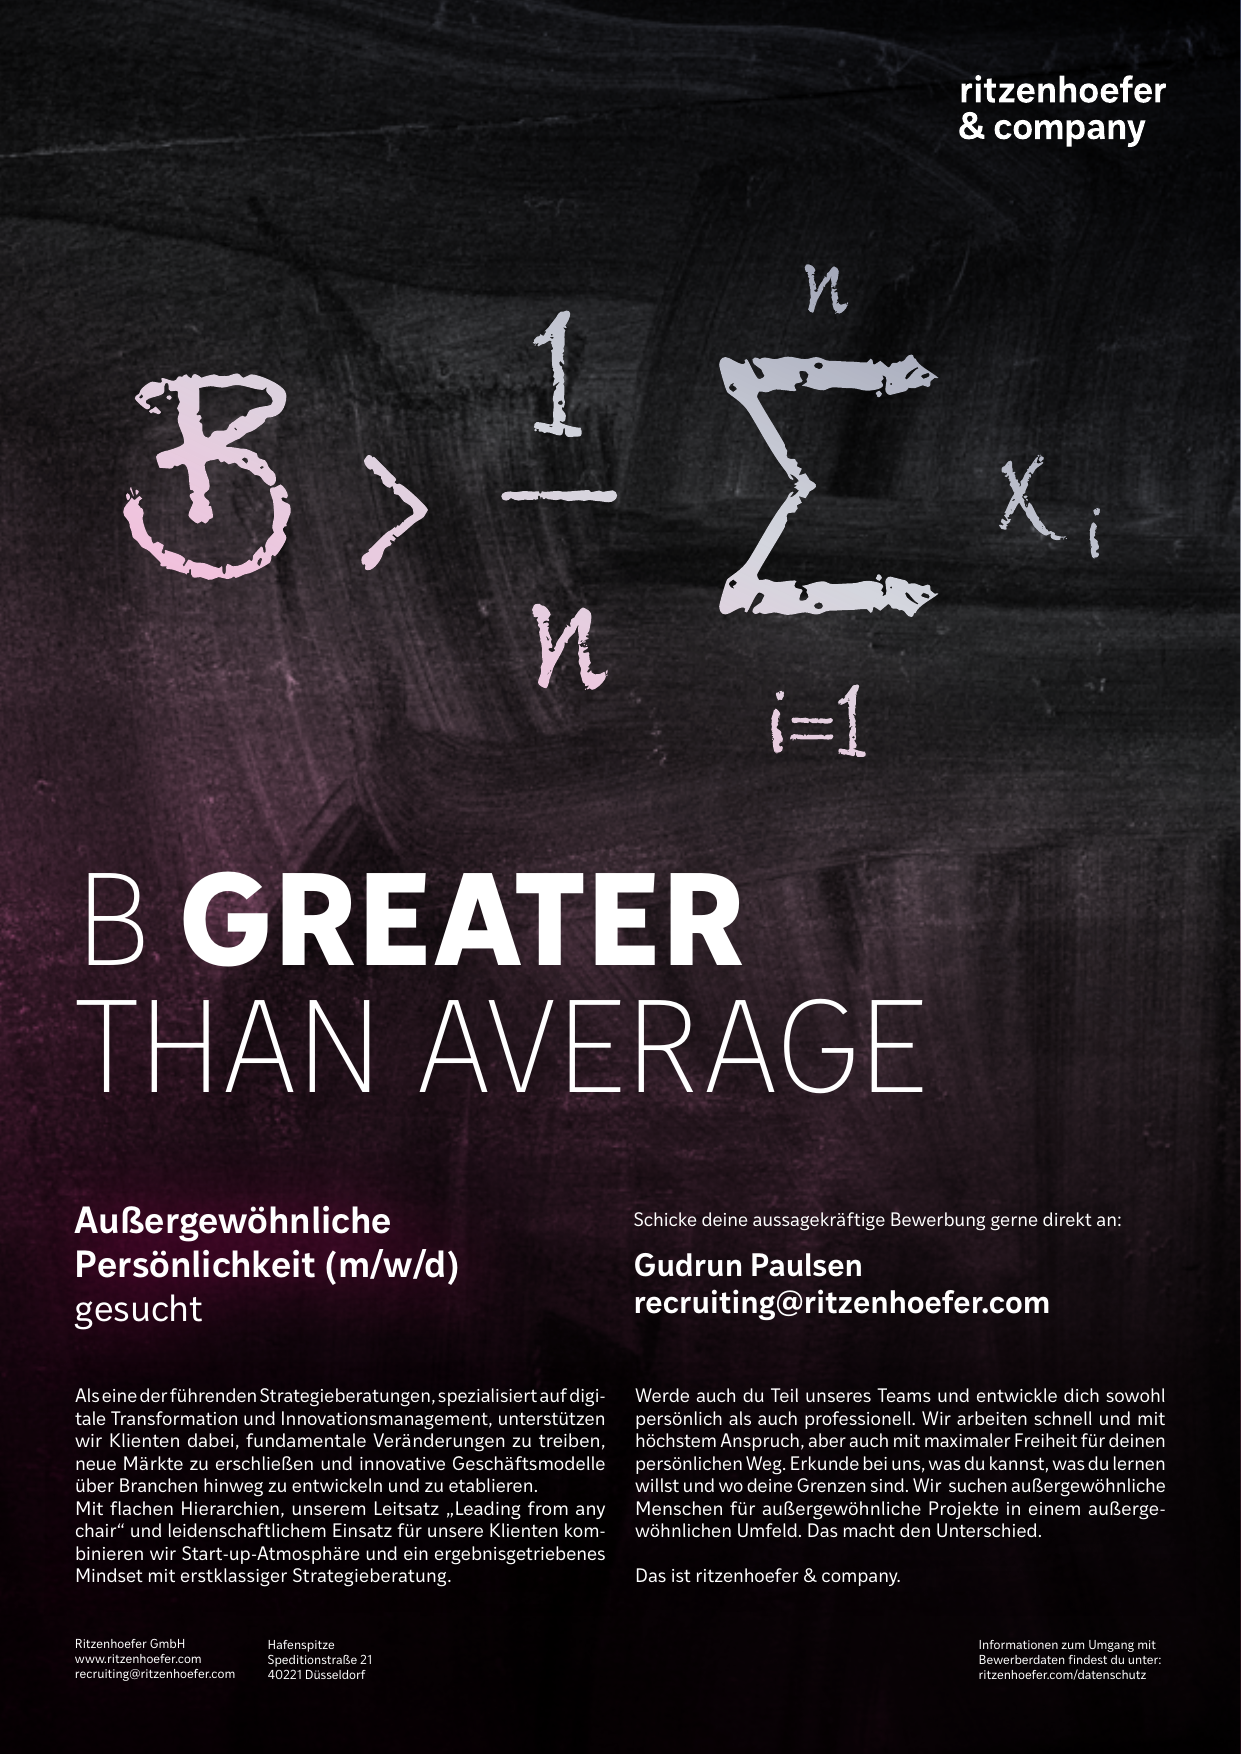 ritzenhoefer
& company
n
B > 1 Σ x i
n
i=1
B GREATER
THAN AVERAGE
Außergewöhnliche
Persönlichkeit (m/w/d)
gesucht
Schicke deine aussagekräftige Bewerbung gerne direkt an:
Gudrun Paulsen
recruiting@ritzenhoefer.com
Als eine der führenden Strategieberatungen, spezialisiert auf digi-
tale Transformation und Innovationsmanagement, unterstützen
wir Klienten dabei, fundamentale Veränderungen zu treiben,
neue Märkte zu erschließen und innovative Geschäftsmodelle
über Branchen hinweg zu entwickeln und zu etablieren.
Mit flachen Hierarchien, unserem Leitsatz „Leading from any
chair“ und leidenschaftlichem Einsatz für unsere Klienten kom-
binieren wir Start-up-Atmosphäre und ein ergebnisgetriebenes
Mindset mit erstklassiger Strategieberatung.
Werde auch du Teil unseres Teams und entwickle dich sowohl
persönlich als auch professionell. Wir arbeiten schnell und mit
höchstem Anspruch, aber auch mit maximaler Freiheit für deinen
persönlichen Weg. Erkunde bei uns, was du kannst, was du lernen
willst und wo deine Grenzen sind. Wir suchen außergewöhnliche
Menschen für außergewöhnliche Projekte in einem außerge-
wöhnlichen Umfeld. Das macht den Unterschied.
Das ist ritzenhoefer & company.
Ritzenhoefer GmbH
www.ritzenhoefer.com
recruiting@ritzenhoefer.com
Hafenspitze
Speditionstraße 21
40221 Düsseldorf
Informationen zum Umgang mit
Bewerberdaten findest du unter:
ritzenhoefer.com/datenschutz